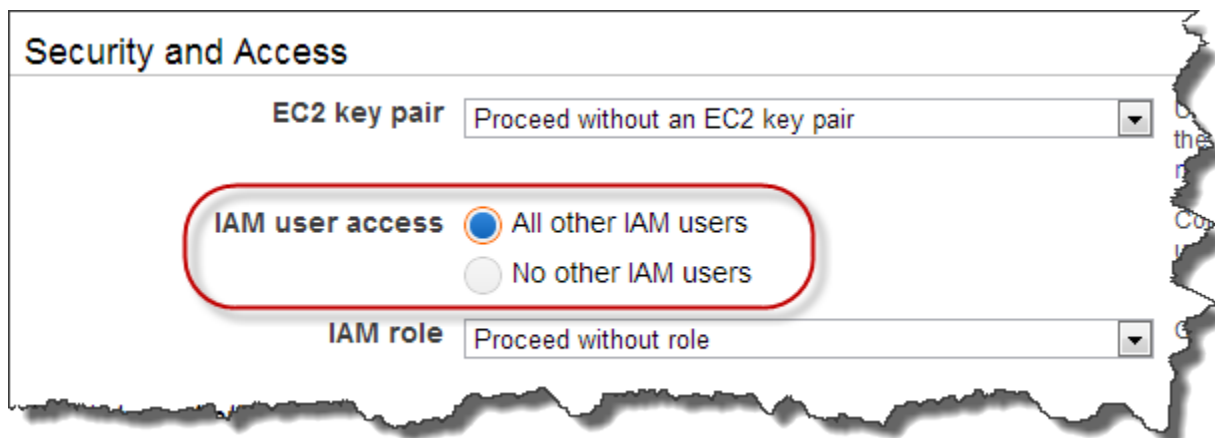 Security and Access
EC2 key pair Proceed without an EC2 key pair
the
IAM user access All other IAM users
No other IAM users
IAM role Proceed without role